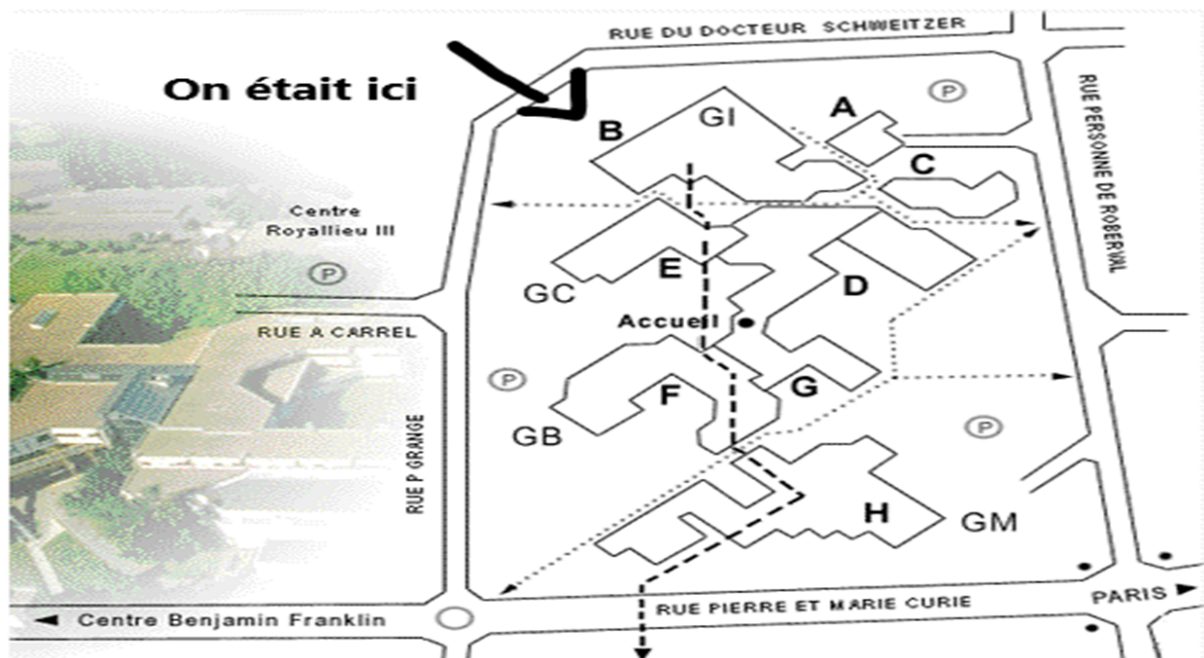 RUE DU DOCTEUR SCHWEITZER
On était ici
P
A
GI
B
RUE PERSONNE DE ROBERVAL
C
Centre
Royallieu III
P
E
D
GC
Accueil
RUE A CARREL
P
F
G
GB
P
RUE P GRANGE
H
GM
PARIS
RUE PIERRE ET MARIE CURIE
Centre Benjamin Franklin